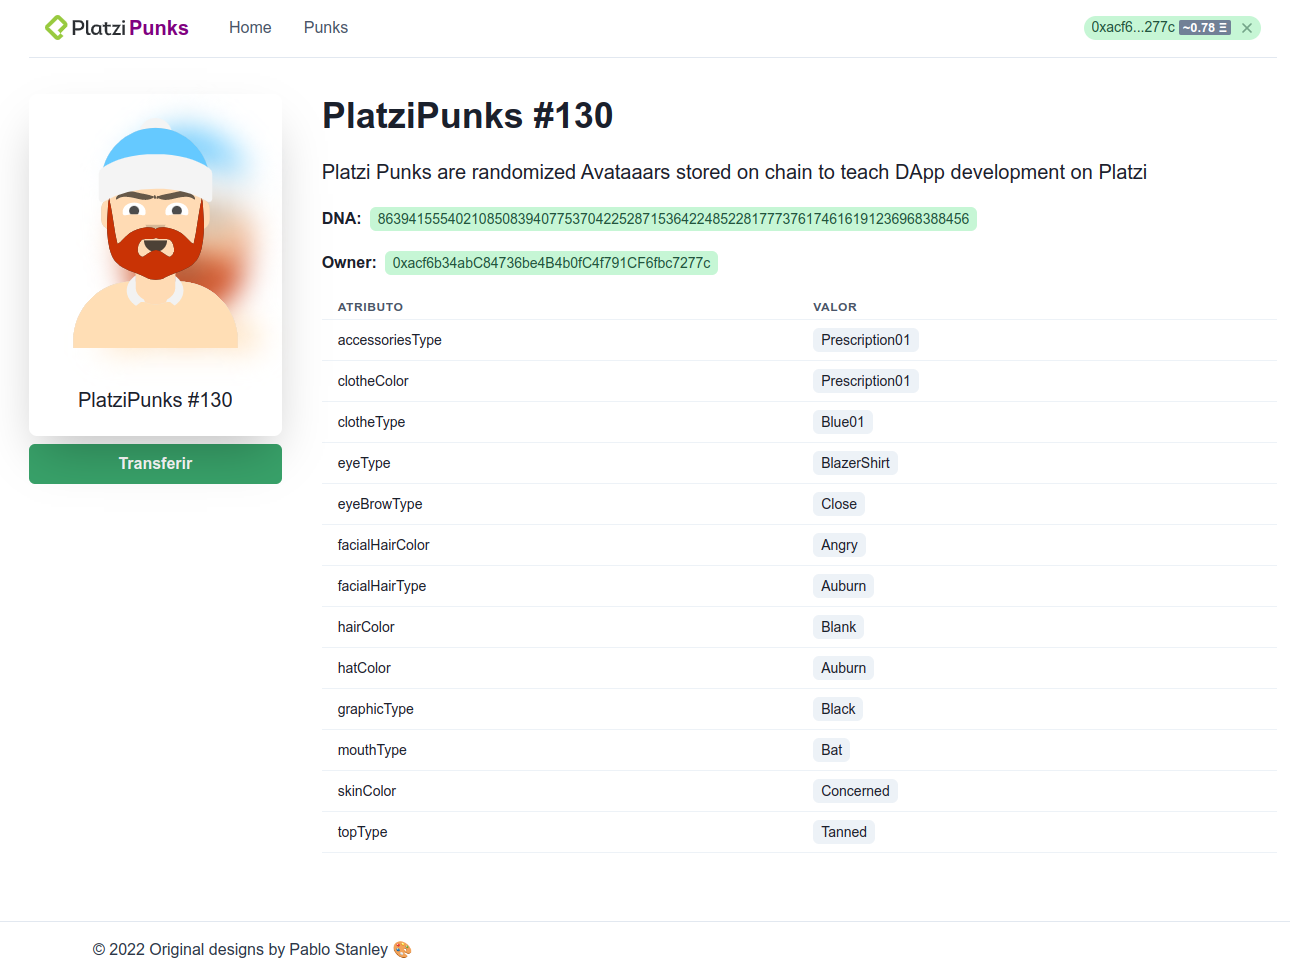 Platzi Punks Home Punks 0xacf6...277c ~0.78 Ξ ×
PlatziPunks #130
Platzi Punks are randomized Avataaars stored on chain to teach DApp development on Platzi
DNA: 86394155540210850839407753704225287153642248522817773761746161912369683884​56
Owner: 0xacf6b34abC84736be4B4b0fC4f791CF6fbc7277c
PlatziPunks #130
Transferir
ATRIBUTO VALOR
accessoriesType Prescription01
clotheColor Prescription01
clotheType Blue01
eyeType BlazerShirt
eyeBrowType Close
facialHairColor Angry
facialHairType Auburn
hairColor Blank
hatColor Auburn
graphicType Black
mouthType Bat
skinColor Concerned
topType Tanned
© 2022 Original designs by Pablo Stanley 🎨